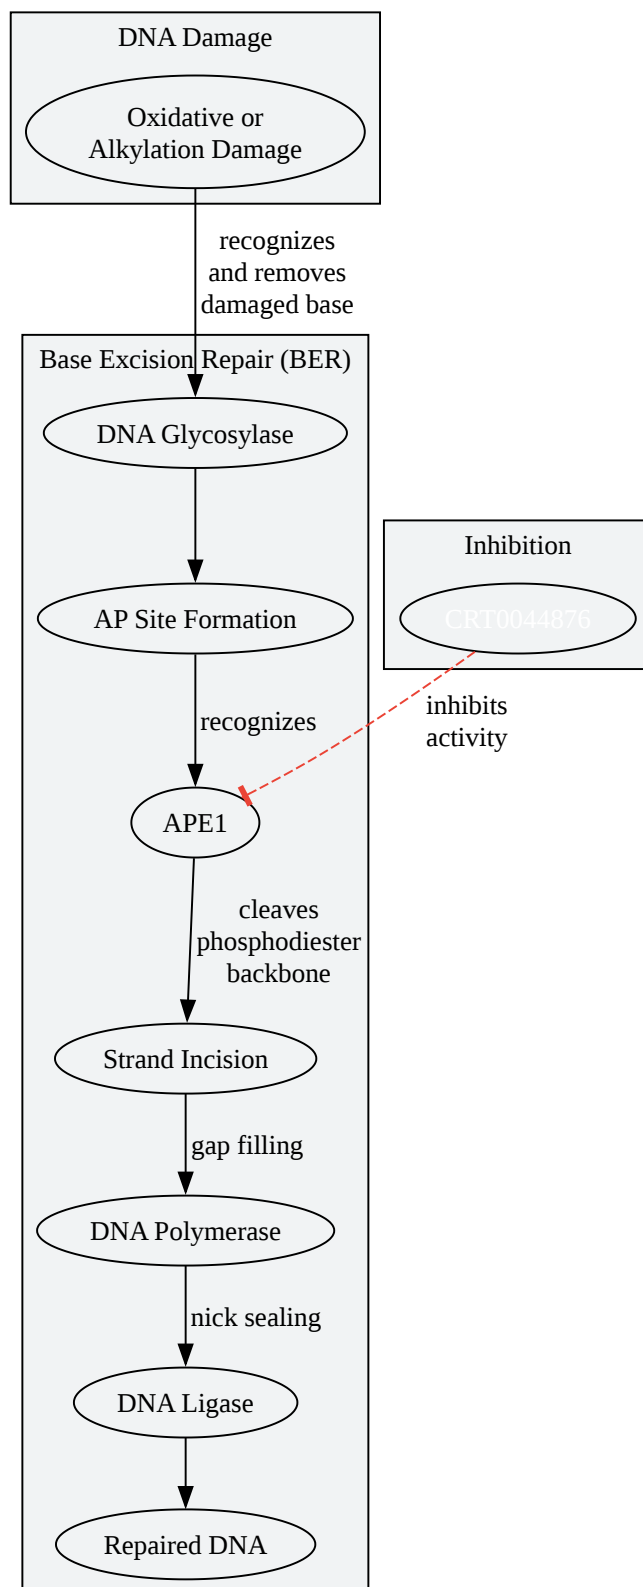 DNA Damage
Oxidative or
Alkylation Damage
recognizes
and removes
damaged base
Base Excision Repair (BER)
DNA Glycosylase
Inhibition
AP Site Formation
CRT0044876
recognizes
inhibits
activity
APE1
cleaves
phosphodiester
backbone
Strand Incision
gap filling
DNA Polymerase
nick sealing
DNA Ligase
Repaired DNA